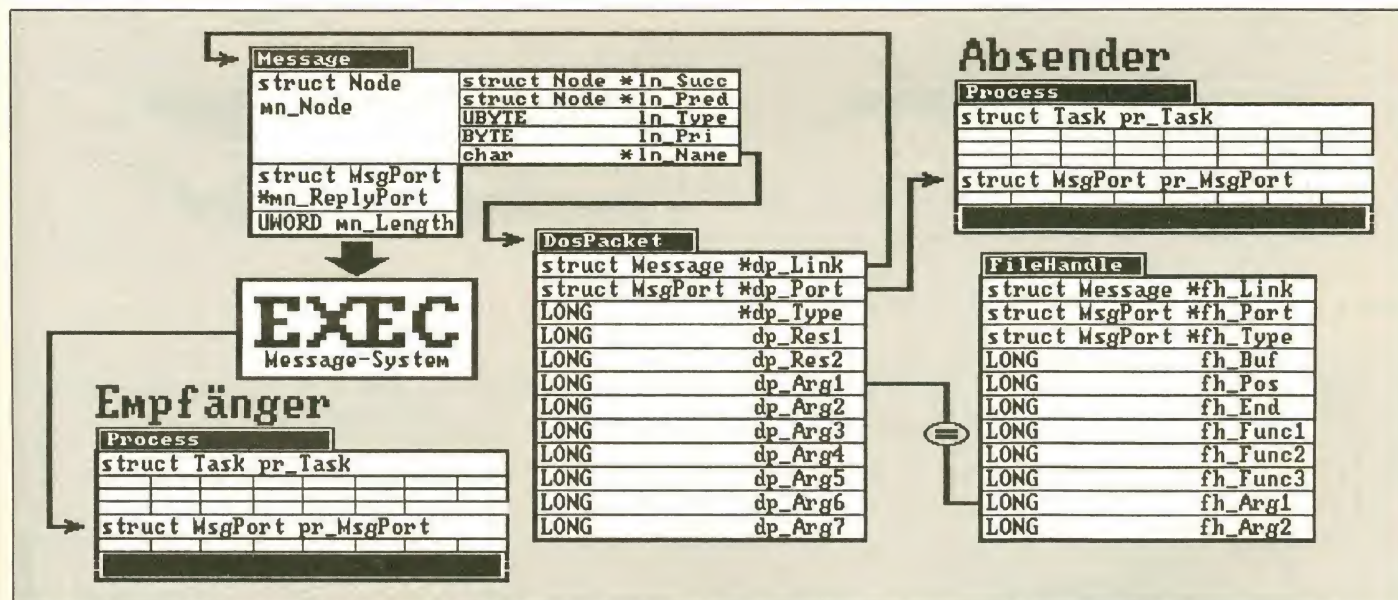 Message
struct Node
mn_Node
struct Node *ln_Succ
struct Node *ln_Pred
UBYTE ln_Type
BYTE ln_Pri
char *ln_Name
struct MsgPort
*mn_ReplyPort
UWORD mn_Length
EXEC
Message-System
Empfänger
Process
struct Task pr_Task
struct MsgPort pr_MsgPort
DosPacket
struct Message *dp_Link
struct MsgPort *dp_Port
LONG *dp_Type
LONG dp_Res1
LONG dp_Res2
LONG dp_Arg1
LONG dp_Arg2
LONG dp_Arg3
LONG dp_Arg4
LONG dp_Arg5
LONG dp_Arg6
LONG dp_Arg7
=
Absender
Process
struct Task pr_Task
struct MsgPort pr_MsgPort
FileHandle
struct Message *fh_Link
struct MsgPort *fh_Port
struct MsgPort *fh_Type
LONG fh_Buf
LONG fh_Pos
LONG fh_End
LONG fh_Func1
LONG fh_Func2
LONG fh_Func3
LONG fh_Arg1
LONG fh_Arg2